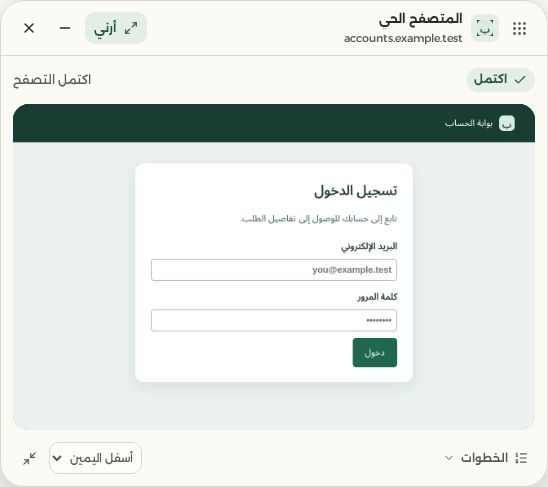 المتصفح الحي
accounts.example.test
أرني
اكتمل
اكتمل التصفح
ب
بوابة الحساب
تسجيل الدخول
تابع إلى حسابك للوصول إلى تفاصيل الطلب.
البريد الإلكتروني
you@example.test
كلمة المرور
••••••••
دخول
الخطوات
أسفل اليمين